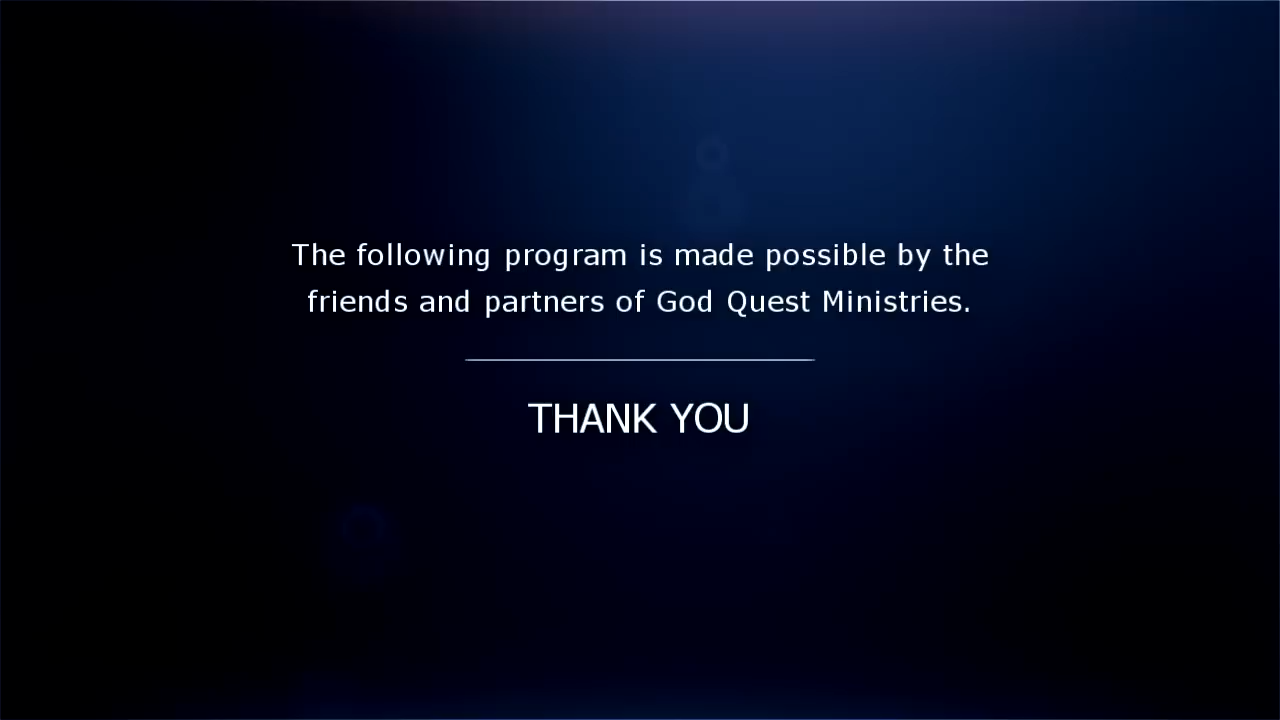 The following program is made possible by the
friends and partners of God Quest Ministries.
THANK YOU